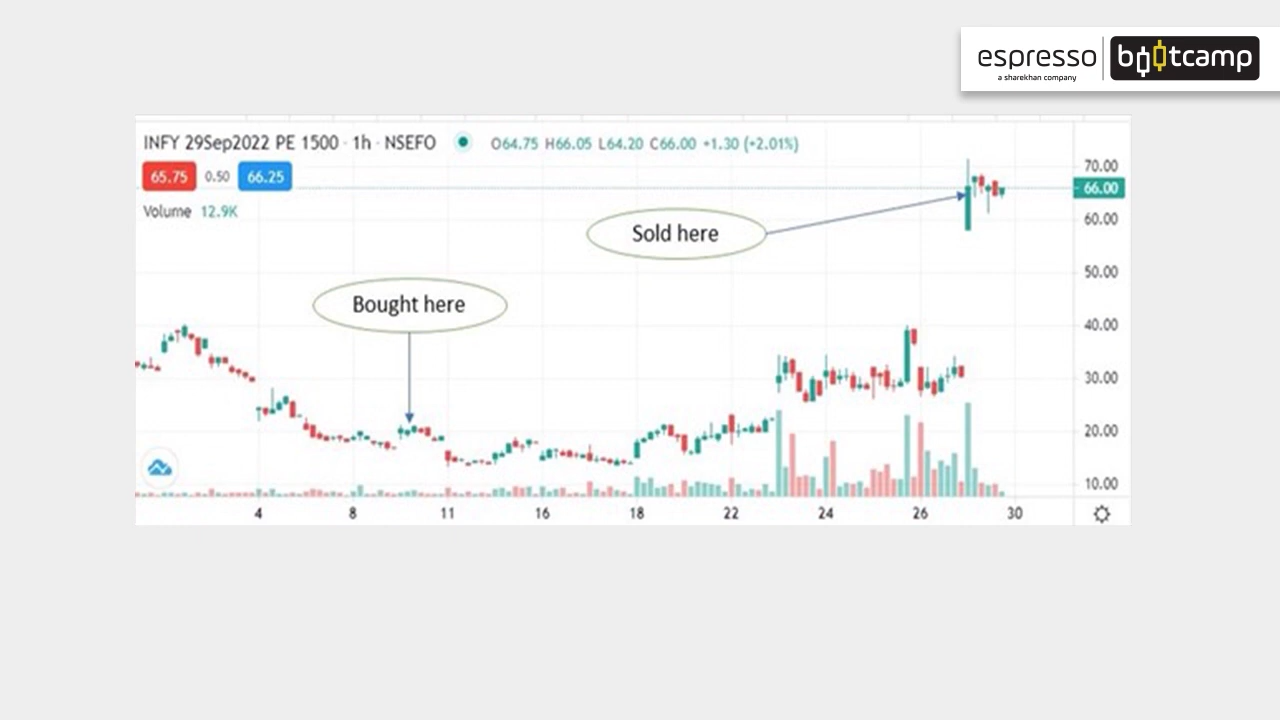 espresso
a sharekhan company
bootcamp
INFY 29Sep2022 PE 1500 · 1h · NSEFO O64.75 H66.05 L64.20 C66.00 +1.30 (+2.01%)
65.75 0.50 66.25
Volume 12.9K
Bought here
Sold here
70.00
66.00
60.00
50.00
40.00
30.00
20.00
10.00
4 8 11 16 18 22 24 26 30